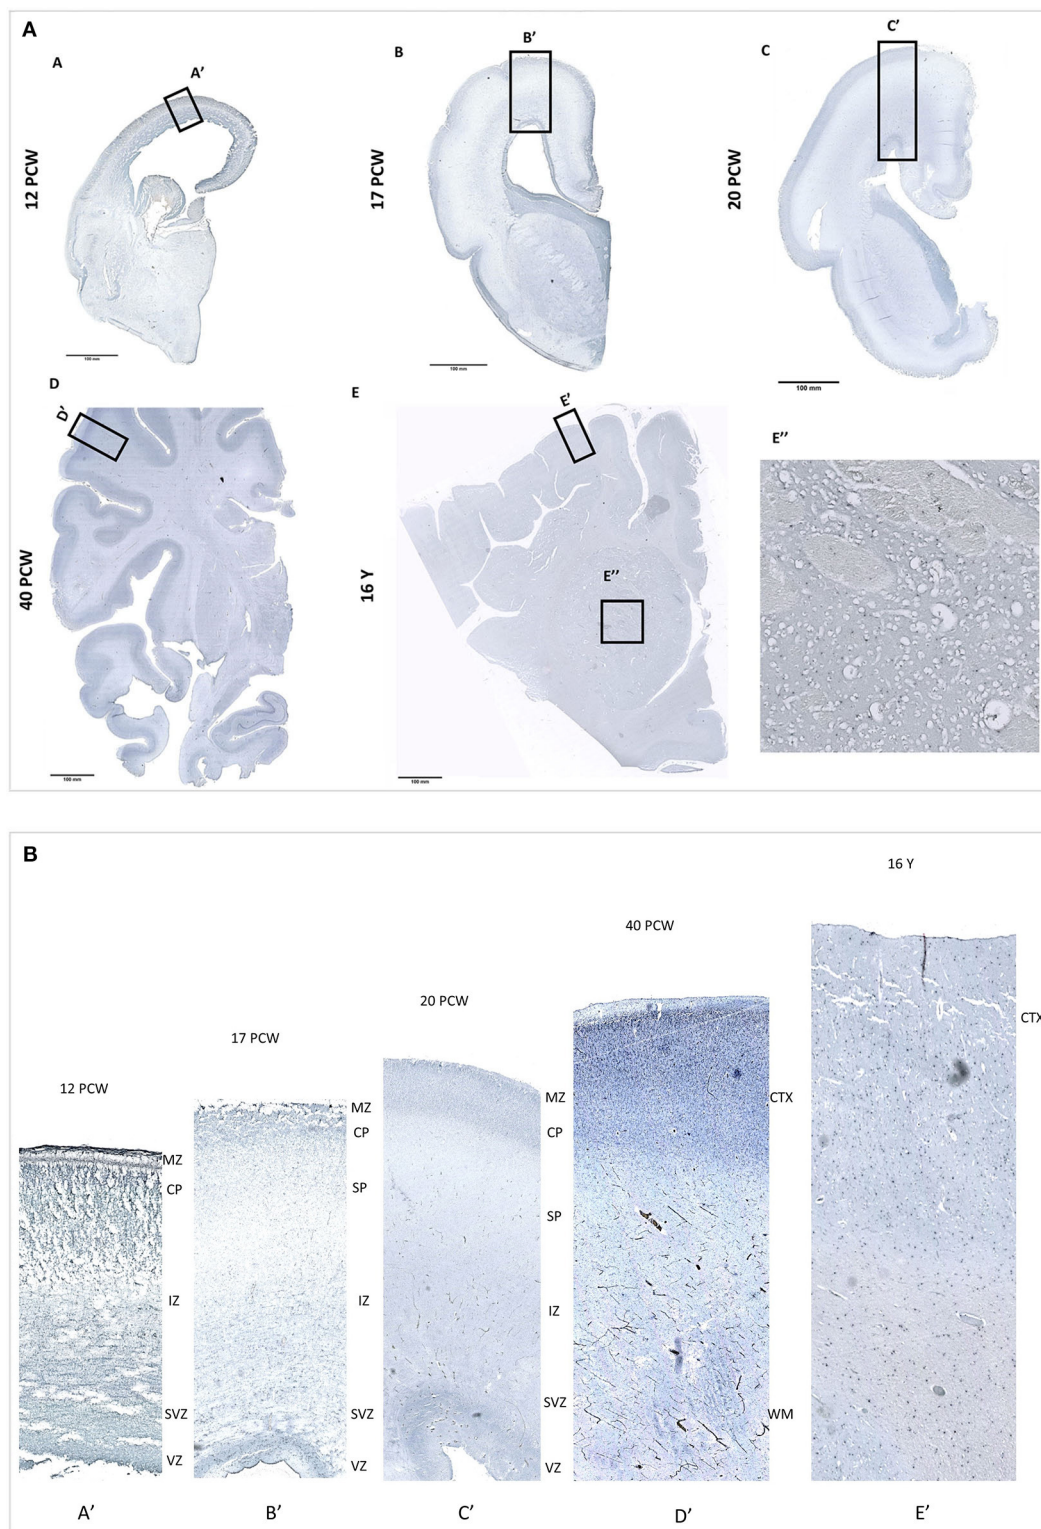 A
A
A’
12 PCW
100 mm
B
B’
17 PCW
100 mm
C
C’
20 PCW
100 mm
D
D’
40 PCW
100 mm
E
E’
E’’
16 Y
100 mm
E’’
B
12 PCW
MZ
CP
IZ
SVZ
VZ
A’
17 PCW
MZ
CP
SP
IZ
SVZ
VZ
B’
20 PCW
MZ
CP
SP
IZ
SVZ
VZ
C’
40 PCW
CTX
WM
D’
16 Y
CTX
E’